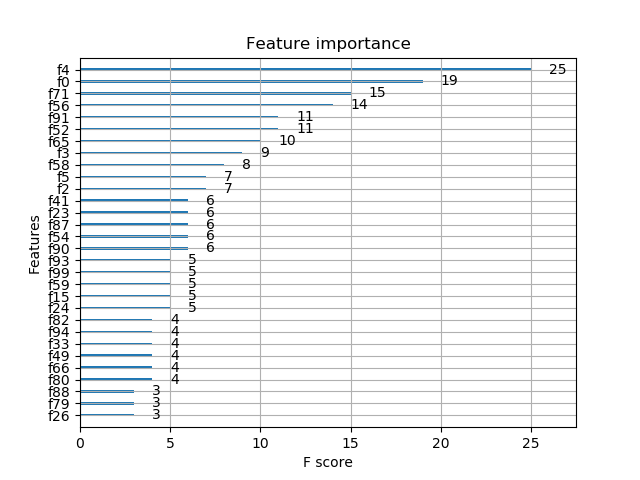 Feature importance
Features
f4 25
f0 19
f71 15
f56 14
f91 11
f52 11
f65 10
f3 9
f58 8
f5 7
f2 7
f41 6
f23 6
f87 6
f54 6
f90 6
f93 5
f99 5
f59 5
f15 5
f24 5
f82 4
f94 4
f33 4
f49 4
f66 4
f80 4
f88 3
f79 3
f26 3
0 5 10 15 20 25
F score